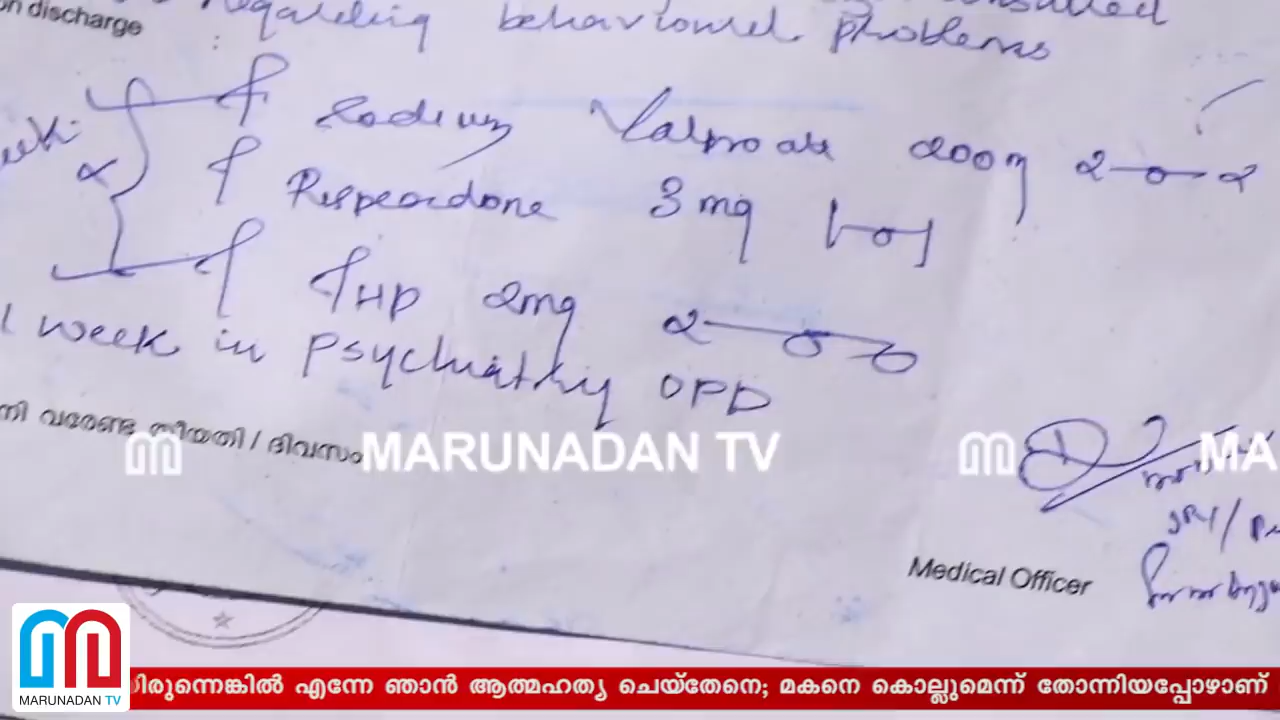 on discharge
regarding behavioural problems
T Sodium Valproate 200mg 2-0-2
T Resperidone 3mg 1-0-1
T THP 2mg 2-0-0
1 week in psychiatry OPD
വരേണ്ട തീയതി / ദിവസം
MARUNADAN TV
MA
Medical Officer
MARUNADAN TV
യിരുന്നെങ്കിൽ എന്നേ ഞാൻ ആത്മഹത്യ ചെയ്തേനെ; മകനെ കൊല്ലുമെന്ന് തോന്നിയപ്പോഴാണ്